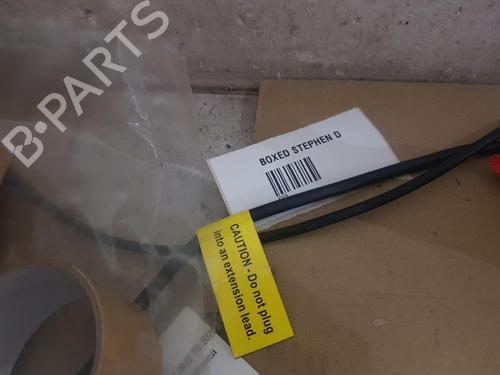 B-PARTS
BOXED STEPHEN D
CAUTION - Do not plug
into an extension lead.